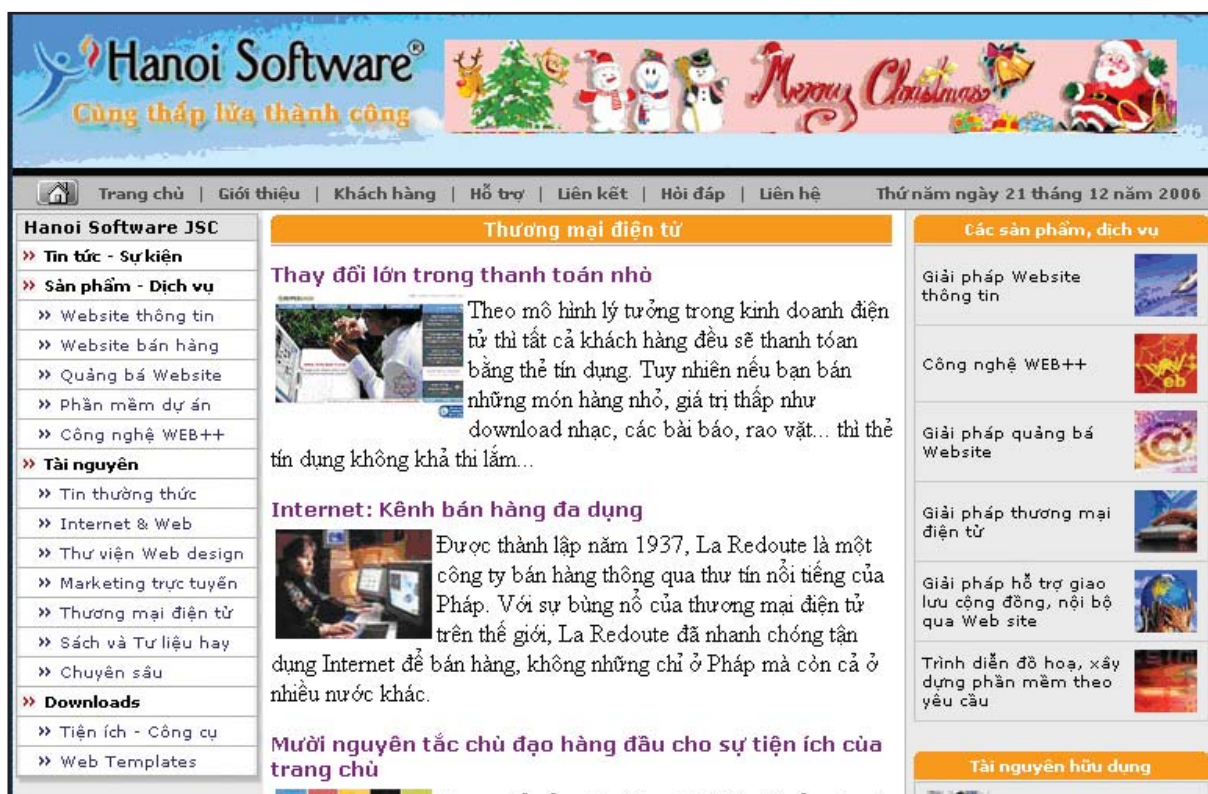 Hanoi Software®
Cùng thắp lửa thành công
Merry Christmas
Trang chủ | Giới thiệu | Khách hàng | Hỗ trợ | Liên kết | Hỏi đáp | Liên hệ
Thứ năm ngày 21 tháng 12 năm 2006
Hanoi Software JSC
» Tin tức - Sự kiện
» Sản phẩm - Dịch vụ
» Website thông tin
» Website bán hàng
» Quảng bá Website
» Phần mềm dự án
» Công nghệ WEB++
» Tài nguyên
» Tin thường thức
» Internet & Web
» Thư viện Web design
» Marketing trực tuyến
» Thương mại điện tử
» Sách và Tư liệu hay
» Chuyên sâu
» Downloads
» Tiện ích - Công cụ
» Web Templates
Thương mại điện tử
Thay đổi lớn trong thanh toán nhỏ
Theo mô hình lý tưởng trong kinh doanh điện
tử thì tất cả khách hàng đều sẽ thanh tóan
bằng thẻ tín dụng. Tuy nhiên nếu bạn bán
những món hàng nhỏ, giá trị thấp như
download nhạc, các bài báo, rao vặt... thì thẻ
tín dụng không khả thi lắm...
Internet: Kênh bán hàng đa dụng
Được thành lập năm 1937, La Redoute là một
công ty bán hàng thông qua thư tín nổi tiếng của
Pháp. Với sự bùng nổ của thương mại điện tử
trên thế giới, La Redoute đã nhanh chóng tận
dụng Internet để bán hàng, không những chỉ ở Pháp mà còn cả ở
nhiều nước khác.
Mười nguyên tắc chủ đạo hàng đầu cho sự tiện ích của
trang chủ
Các sản phẩm, dịch vụ
Giải pháp Website
thông tin
Công nghệ WEB++
Giải pháp quảng bá
Website
Giải pháp thương mại
điện tử
Giải pháp hỗ trợ giao
lưu cộng đồng, nội bộ
qua Web site
Trình diễn đồ hoạ, xây
dựng phần mềm theo
yêu cầu
Tài nguyên hữu dụng